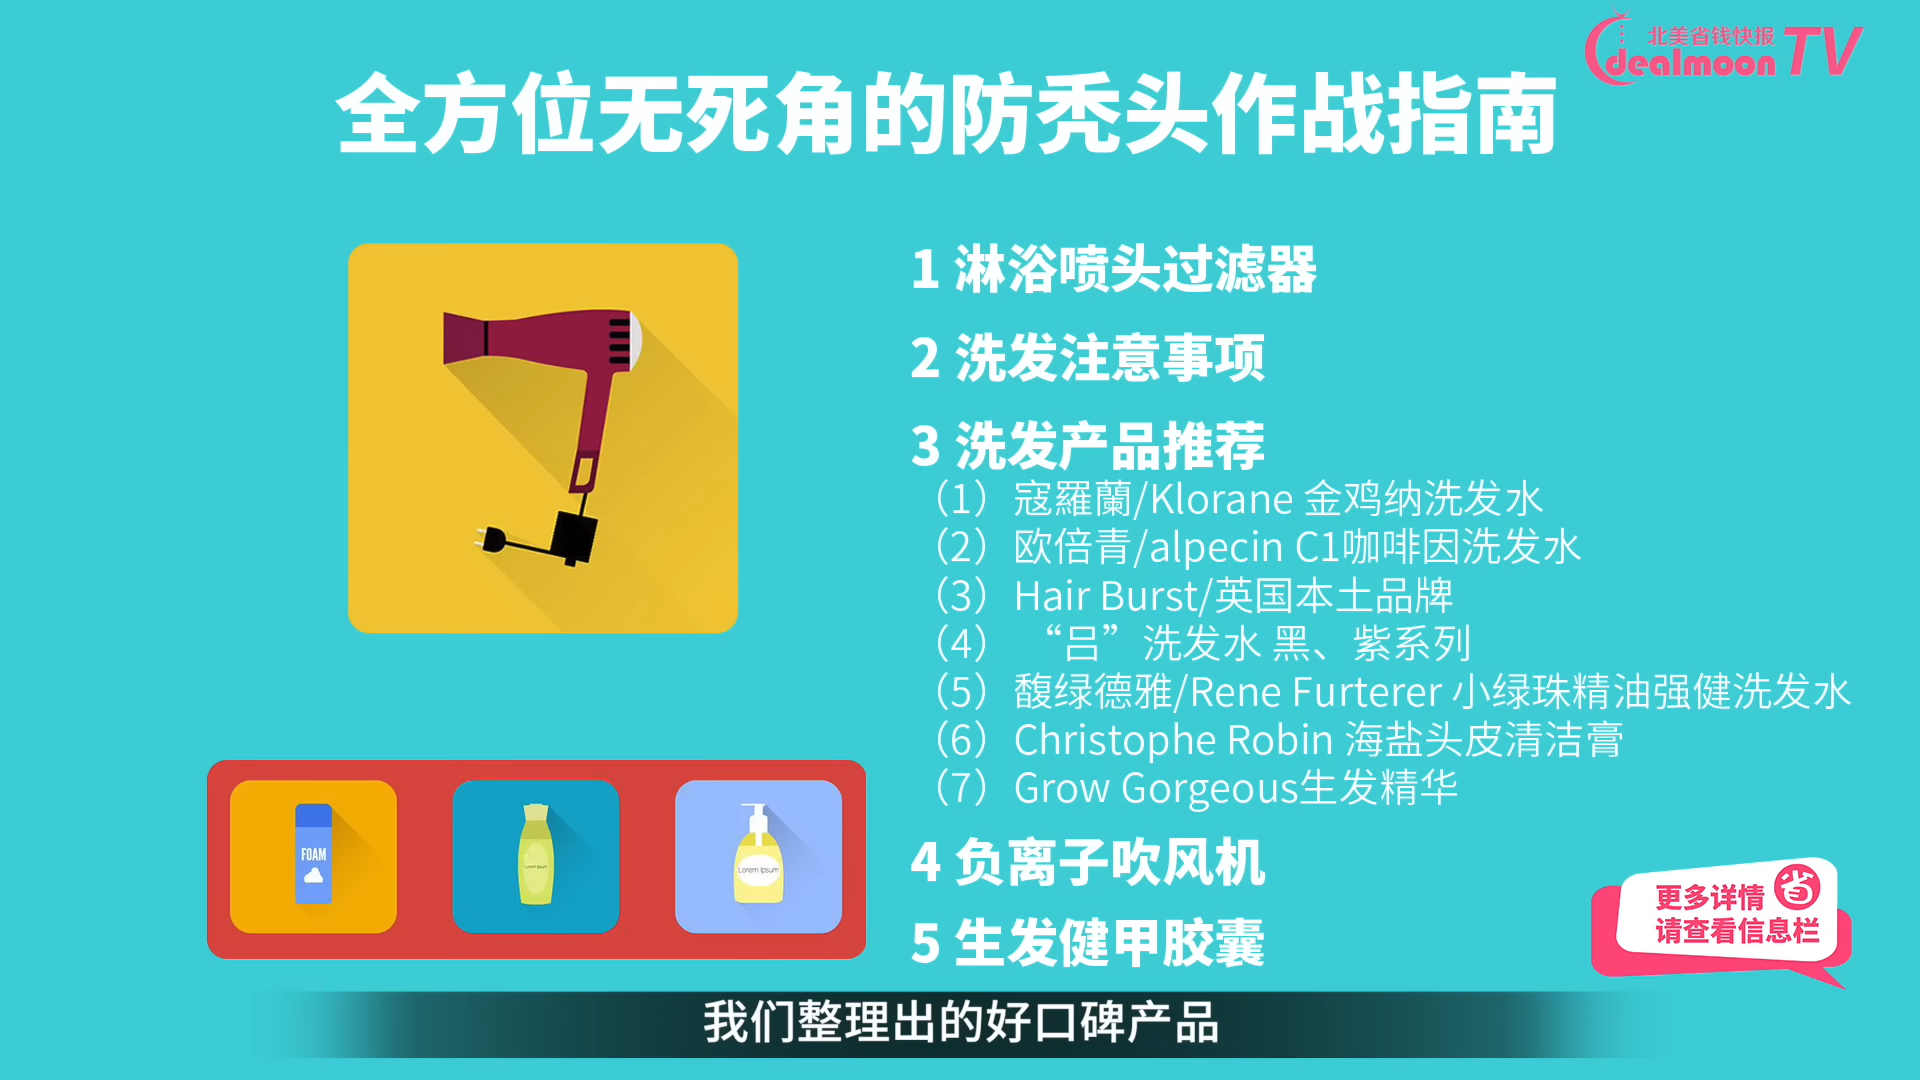 北美省钱快报
dealmoon TV
全方位无死角的防秃头作战指南
1 淋浴喷头过滤器
2 洗发注意事项
3 洗发产品推荐
（1）寇羅蘭/Klorane 金鸡纳洗发水
（2）欧倍青/alpecin C1咖啡因洗发水
（3）Hair Burst/英国本土品牌
（4）“吕”洗发水 黑、紫系列
（5）馥绿德雅/Rene Furterer 小绿珠精油强健洗发水
（6）Christophe Robin 海盐头皮清洁膏
（7）Grow Gorgeous生发精华
4 负离子吹风机
5 生发健甲胶囊
FOAM
Lorem Ipsum
Lorem Ipsum
更多详情 省
请查看信息栏
我们整理出的好口碑产品